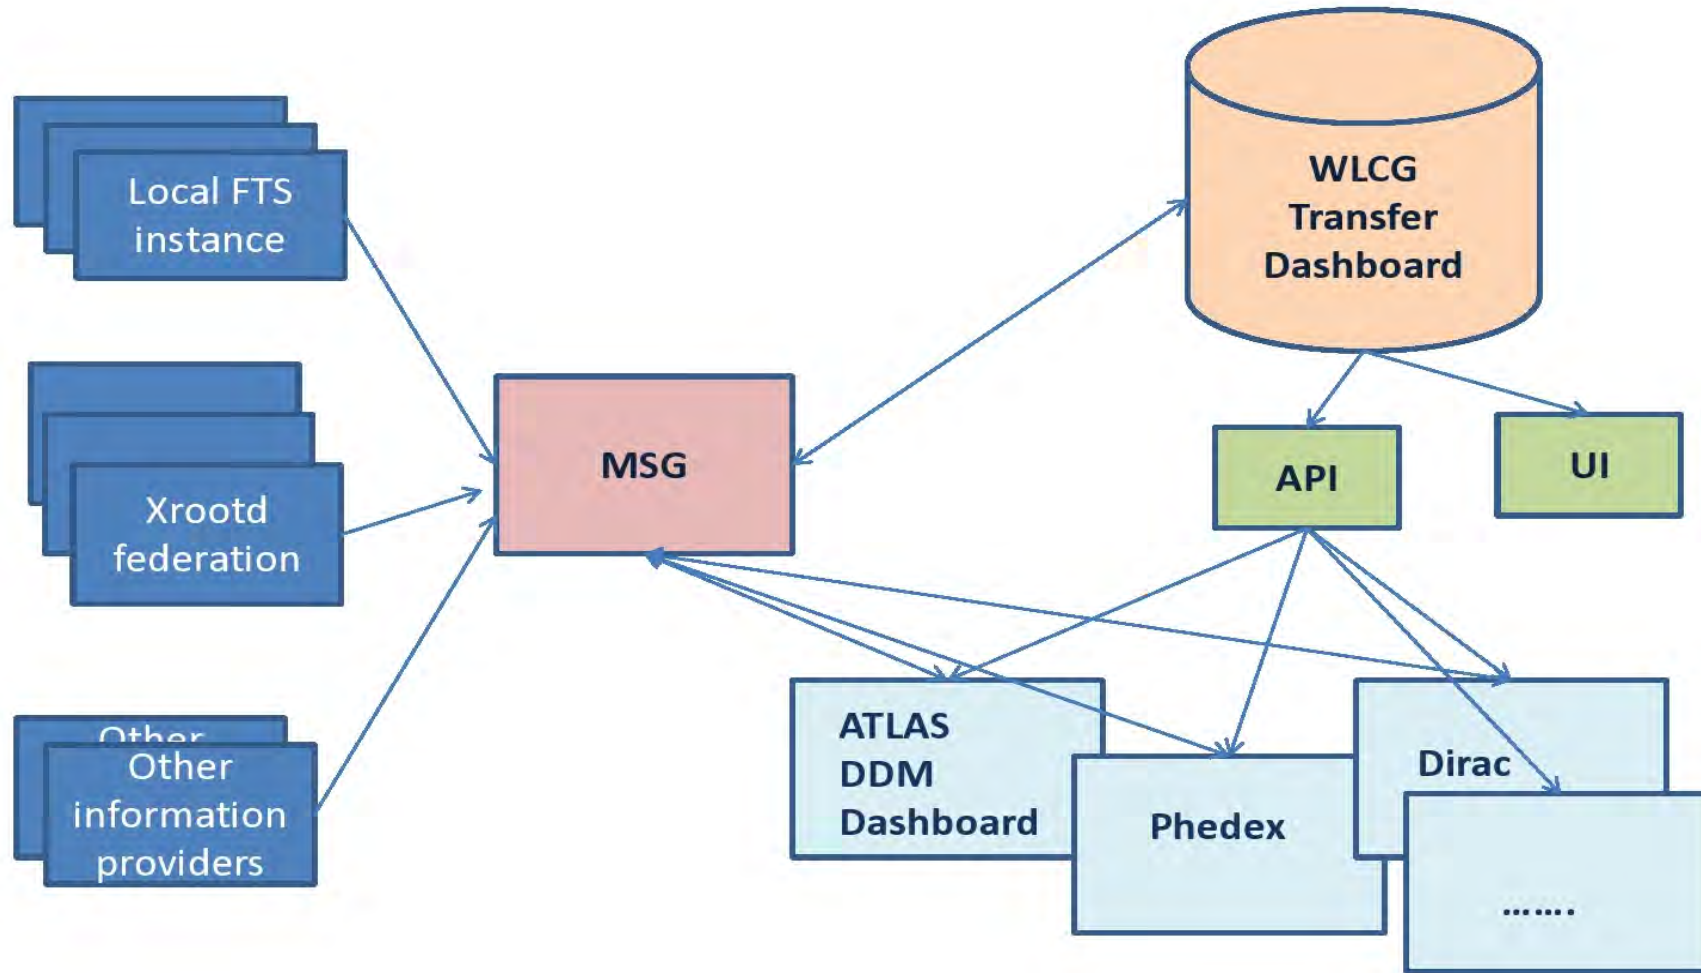 Local FTS
instance
WLCG
Transfer
Dashboard
Xrootd
federation
MSG
API
UI
Other
Other
information
providers
ATLAS
DDM
Dashboard
Phedex
Dirac
.......